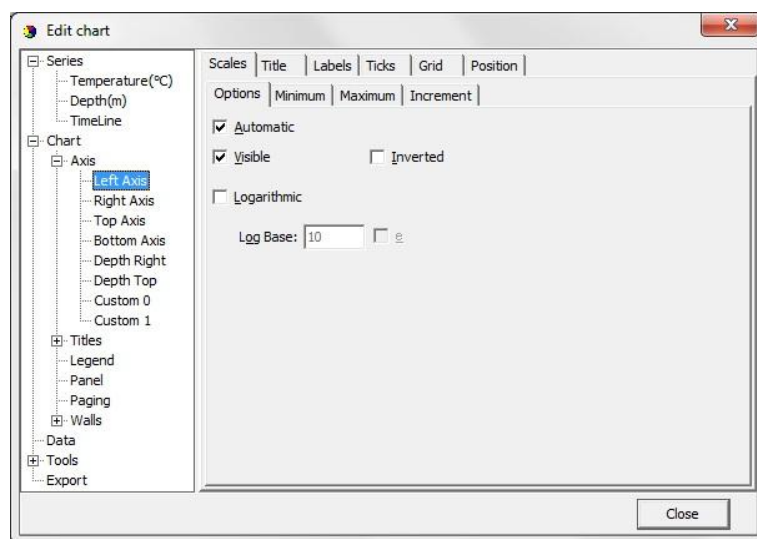 Edit chart
Series
Temperature(°C)
Depth(m)
TimeLine
Chart
Axis
Left Axis
Right Axis
Top Axis
Bottom Axis
Depth Right
Depth Top
Custom 0
Custom 1
Titles
Legend
Panel
Paging
Walls
Data
Tools
Export
Scales Title Labels Ticks Grid Position
Options Minimum Maximum Increment
Automatic
Visible Inverted
Logarithmic
Log Base: 10 e
Close